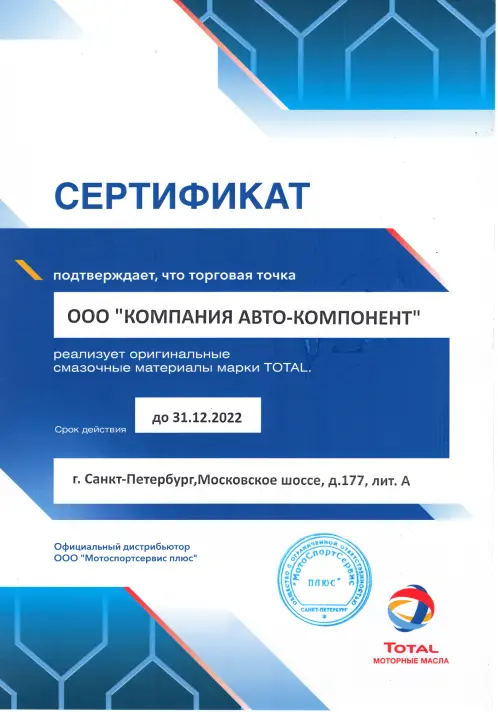 СЕРТИФИКАТ
подтверждает, что торговая точка
ООО "КОМПАНИЯ АВТО-КОМПОНЕНТ"
реализует оригинальные
смазочные материалы марки TOTAL.
Срок действия
до 31.12.2022
г. Санкт-Петербург,Московское шоссе, д.177, лит. А
Официальный дистрибьютор
ООО "Мотоспортсервис плюс"
ОБЩЕСТВО С ОГРАНИЧЕННОЙ ОТВЕТСТВЕННОСТЬЮ
"МотоСпортСервис
ПЛЮС"
САНКТ-ПЕТЕРБУРГ
TOTAL
МОТОРНЫЕ МАСЛА